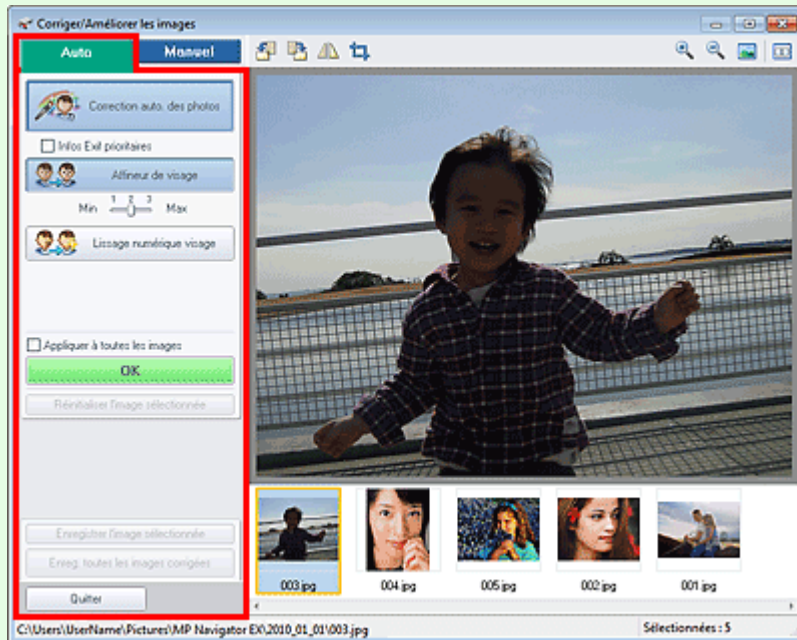 Corriger/Améliorer les images
Auto
Manuel
Correction auto. des photos
Infos Exif prioritaires
Affineur de visage
1 2 3
Min Max
Lissage numérique visage
Appliquer à toutes les images
OK
Réinitialiser l'image sélectionnée
Enregistrer l'image sélectionnée
Enreg. toutes les images corrigées
Quitter
003.jpg
004.jpg
005.jpg
002.jpg
001.jpg
C:\Users\UserName\Pictures\MP Navigator EX\2010_01_01\003.jpg
Sélectionnées : 5